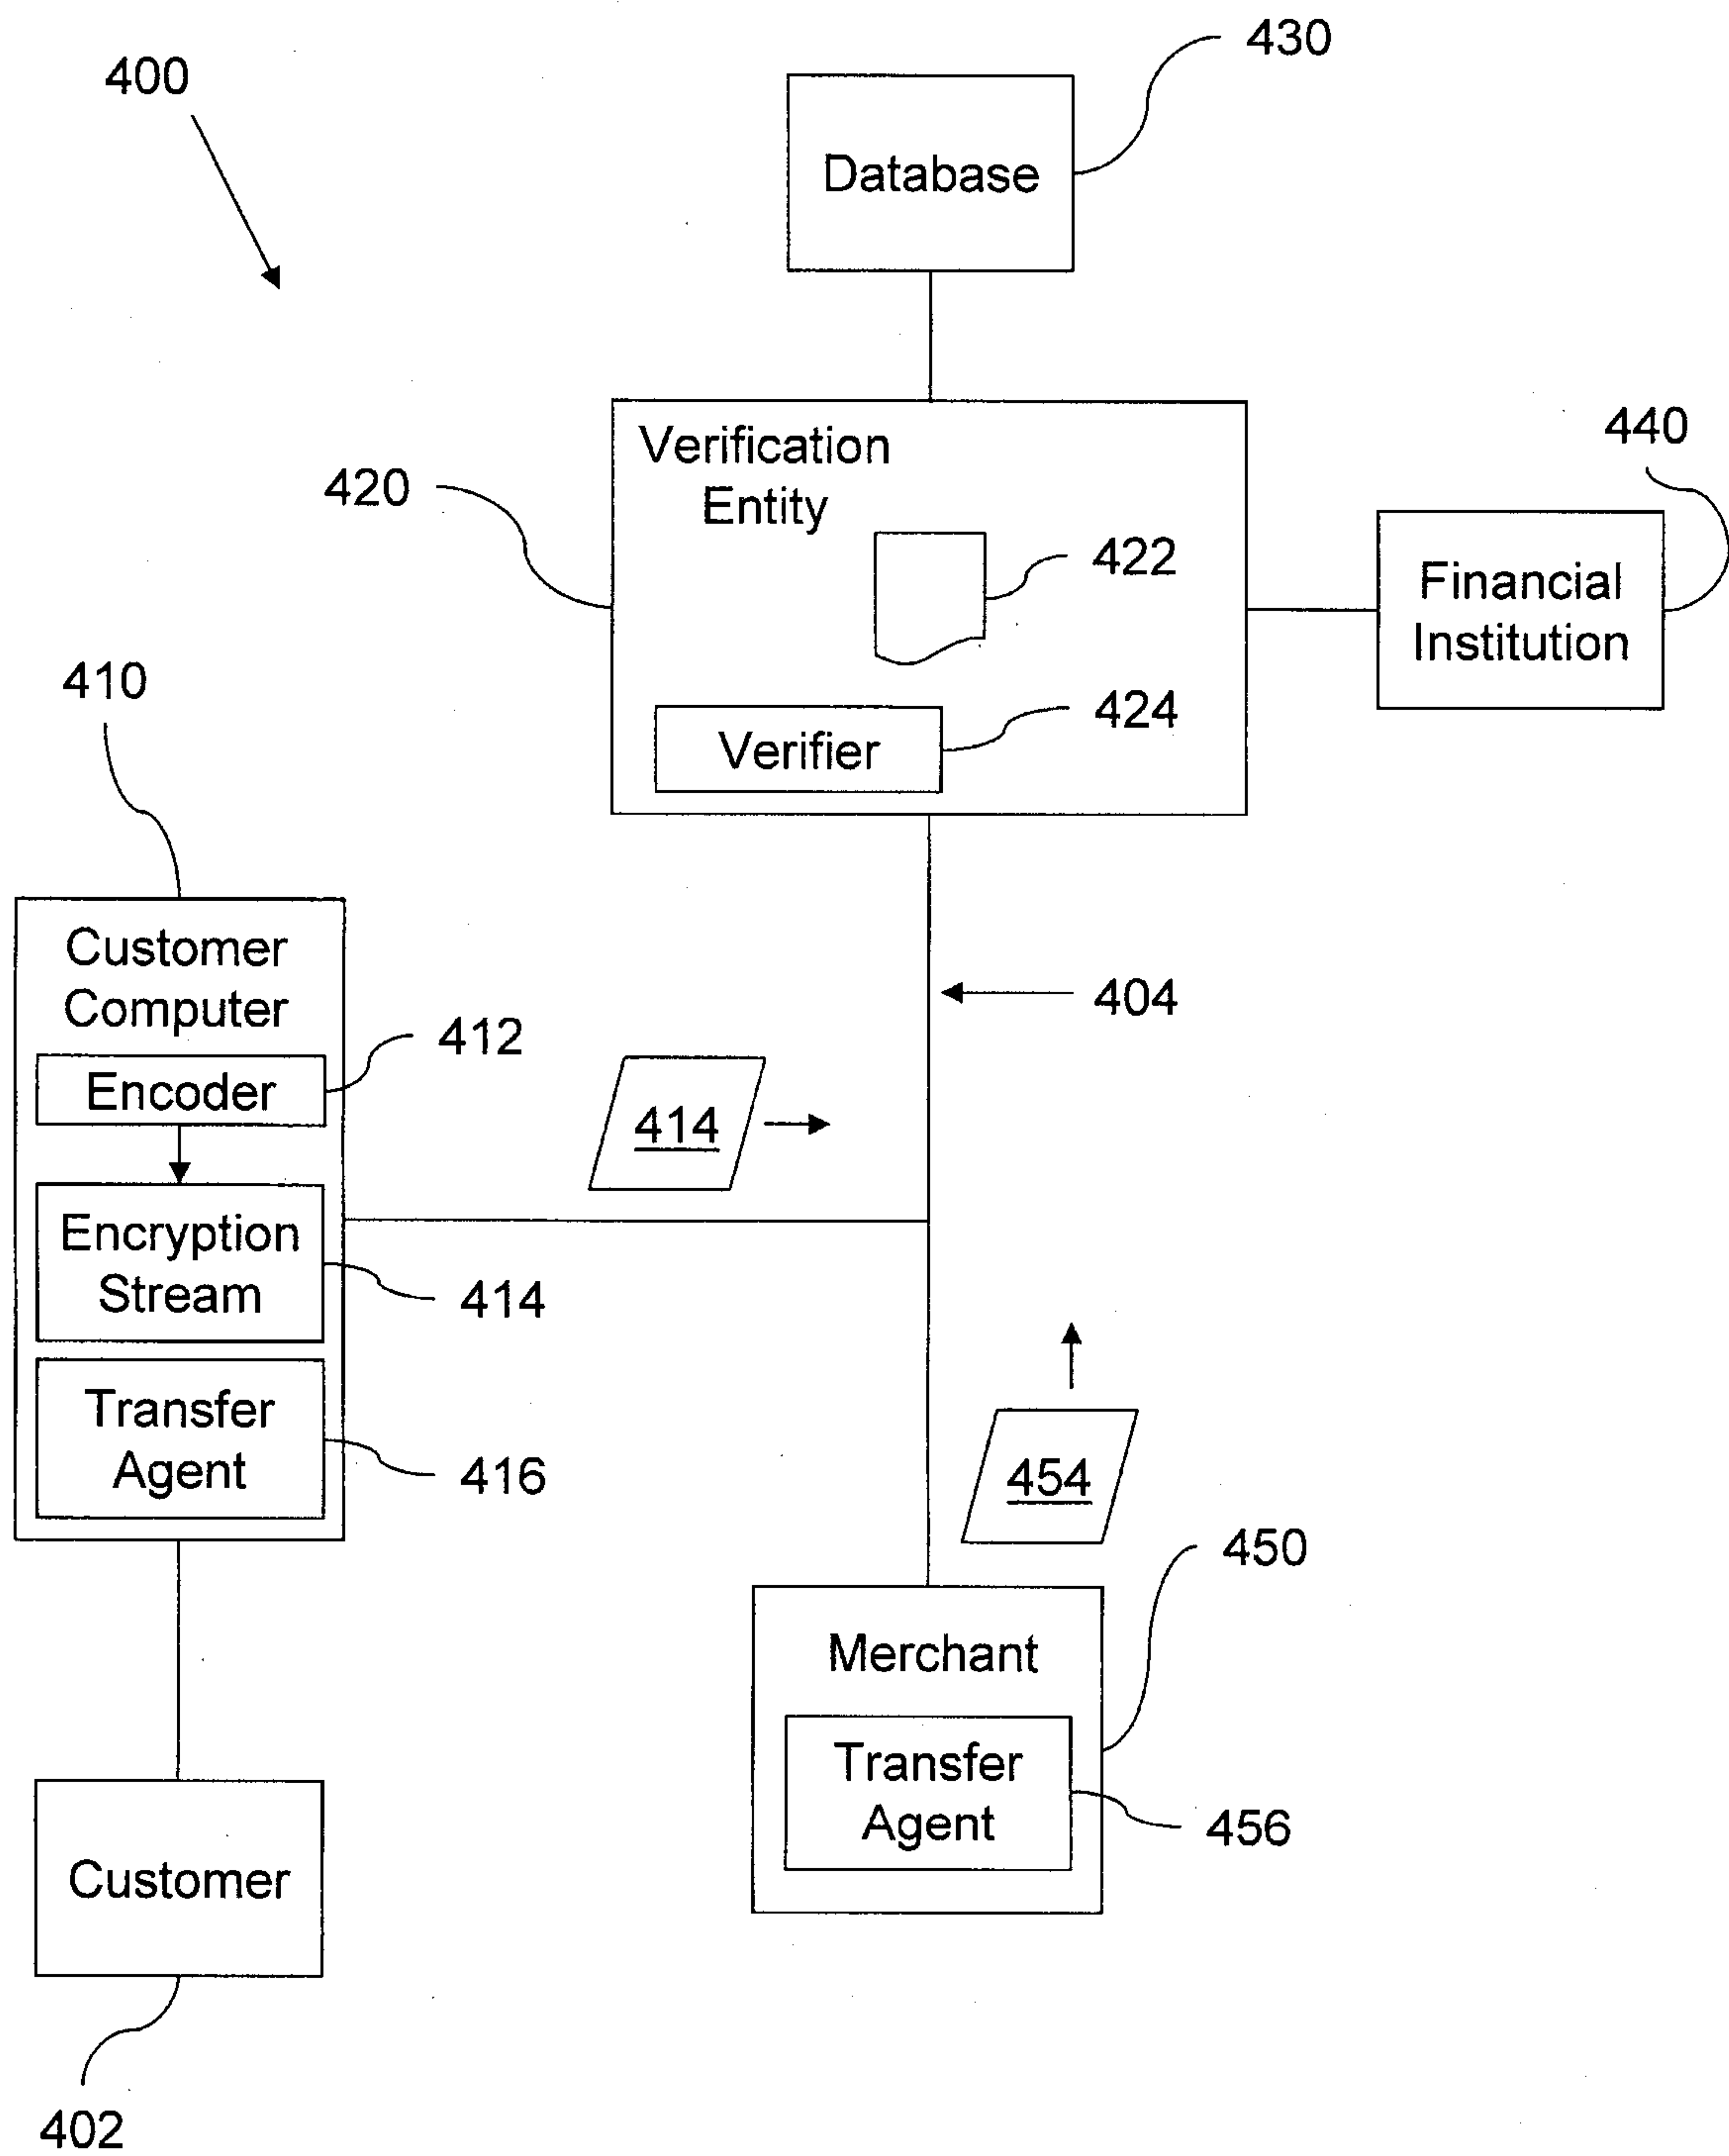 430
400
Database
440
Verification
Entity
420
422
Financial
Institution
410
424
Verifier
Customer
Computer
404
412
Encoder
414
Encryption
Stream
414
Transfer
Agent
416
454
450
Merchant
Transfer
Agent
456
Customer
402